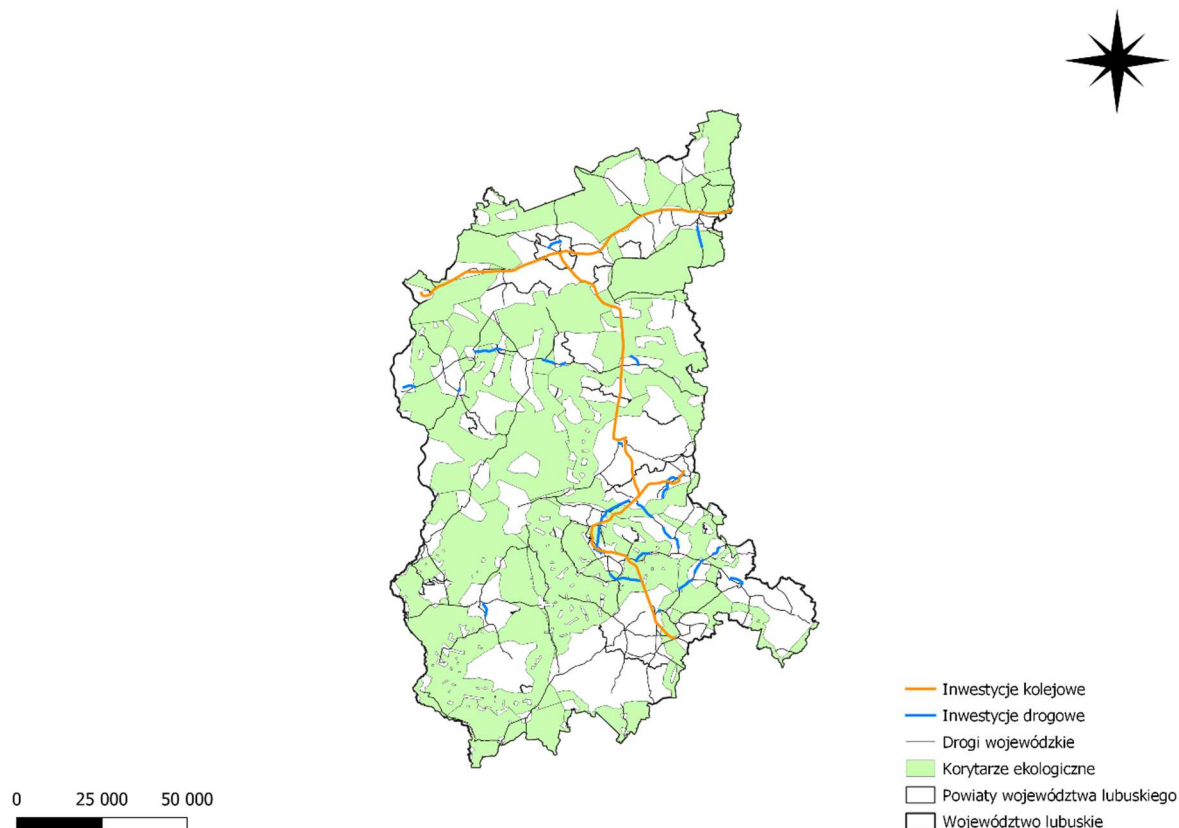 Inwestycje kolejowe
Inwestycje drogowe
Drogi wojewódzkie
Korytarze ekologiczne
Powiaty województwa lubuskiego
Województwo lubuskie
0 25 000 50 000